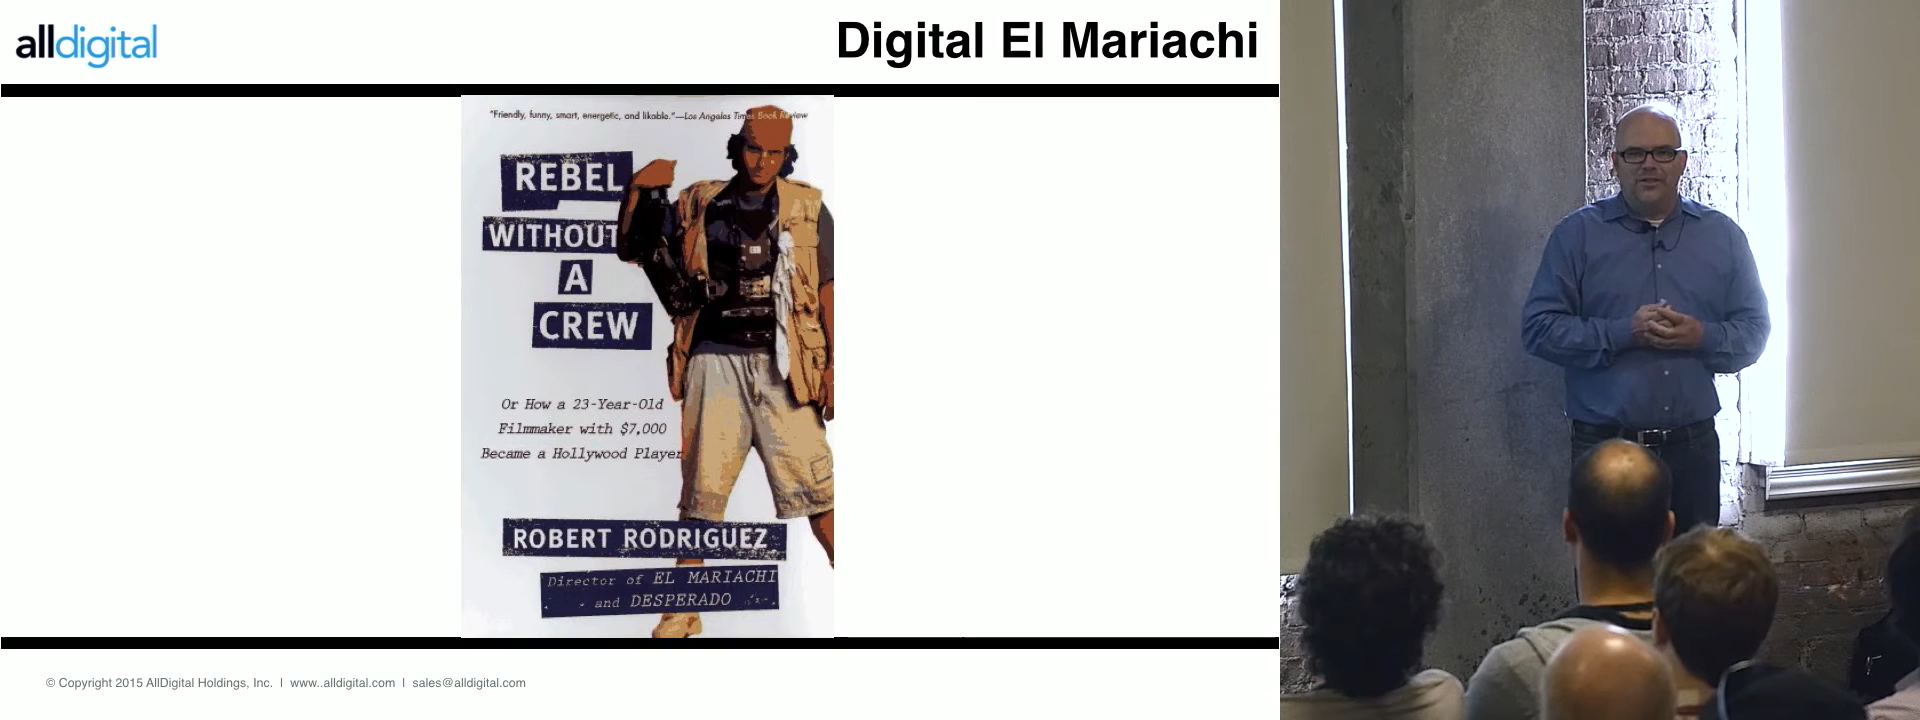 alldigital
Digital El Mariachi
"Friendly, funny, smart, energetic, and likable."—Los Angeles Times Book Review
REBEL
WITHOUT
A
CREW
Or How a 23-Year-Old
Filmmaker with $7,000
Became a Hollywood Player
ROBERT RODRIGUEZ
Director of EL MARIACHI
and DESPERADO
© Copyright 2015 AllDigital Holdings, Inc. | www..alldigital.com | sales@alldigital.com